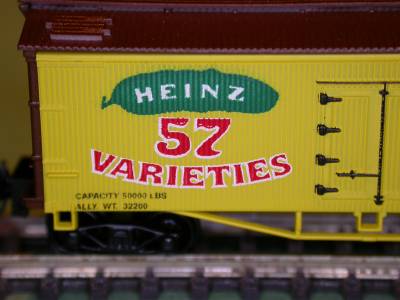 HEINZ
57
VARIETIES
CAPACITY 50000 LBS
ALLY. WT. 32200